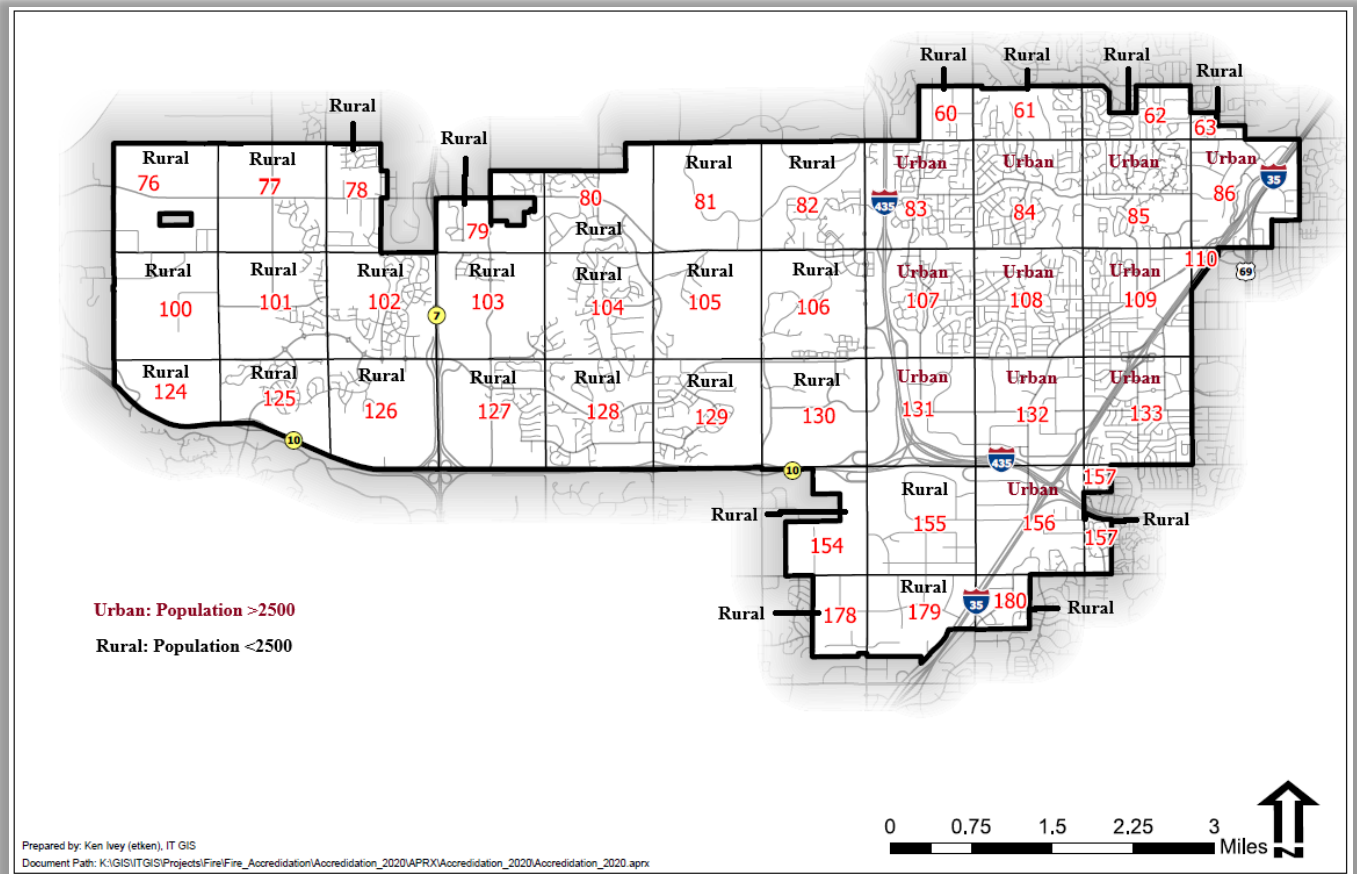 Rural Rural Rural
Rural
Rural
Rural
60 61 62 63
Rural Rural Rural Rural Urban Urban Urban Urban
76 77 78 79 80 81 82 83 84 85 86
35
435
Rural
110
69
Rural Rural Rural Rural Rural Rural Rural Urban Urban Urban
100 101 102 103 104 105 106 107 108 109
7
Rural Rural Rural Rural Rural Rural Rural Urban Urban Urban
124 125 126 127 128 129 130 131 132 133
10
435
10
157
Rural Urban
Rural 155 156 Rural
154 157
Rural
Rural 178 179 35 180 Rural
Urban: Population >2500
Rural: Population <2500
0 0.75 1.5 2.25 3
Miles
N
Prepared by: Ken Ivey (etken), IT GIS
Document Path: K:\GIS\ITGIS\Projects\Fire\Fire_Accredidation\Accredidation_2020\APRX\Accredidation_2020\Accredidation_2020.aprx